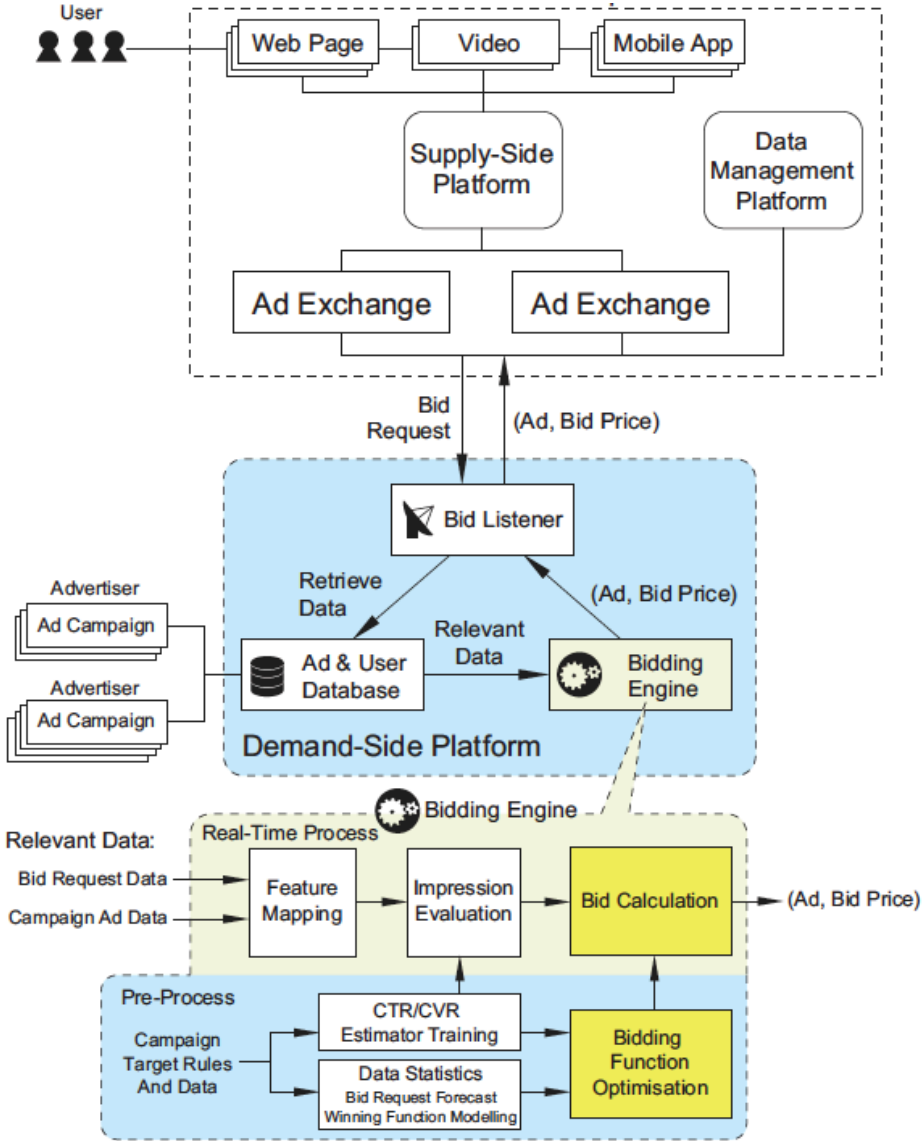 User
Web Page
Video
Mobile App
Supply-Side
Platform
Data
Management
Platform
Ad Exchange
Ad Exchange
Bid
Request
(Ad, Bid Price)
Bid Listener
Retrieve
Data
(Ad, Bid Price)
Advertiser
Ad Campaign
Relevant
Data
Ad & User
Database
Bidding
Engine
Advertiser
Ad Campaign
Demand-Side Platform
Bidding Engine
Real-Time Process
Relevant Data:
Bid Request Data
Campaign Ad Data
Feature
Mapping
Impression
Evaluation
Bid Calculation
(Ad, Bid Price)
Pre-Process
Campaign
Target Rules
And Data
CTR/CVR
Estimator Training
Data Statistics
Bid Request Forecast
Winning Function Modelling
Bidding
Function
Optimisation